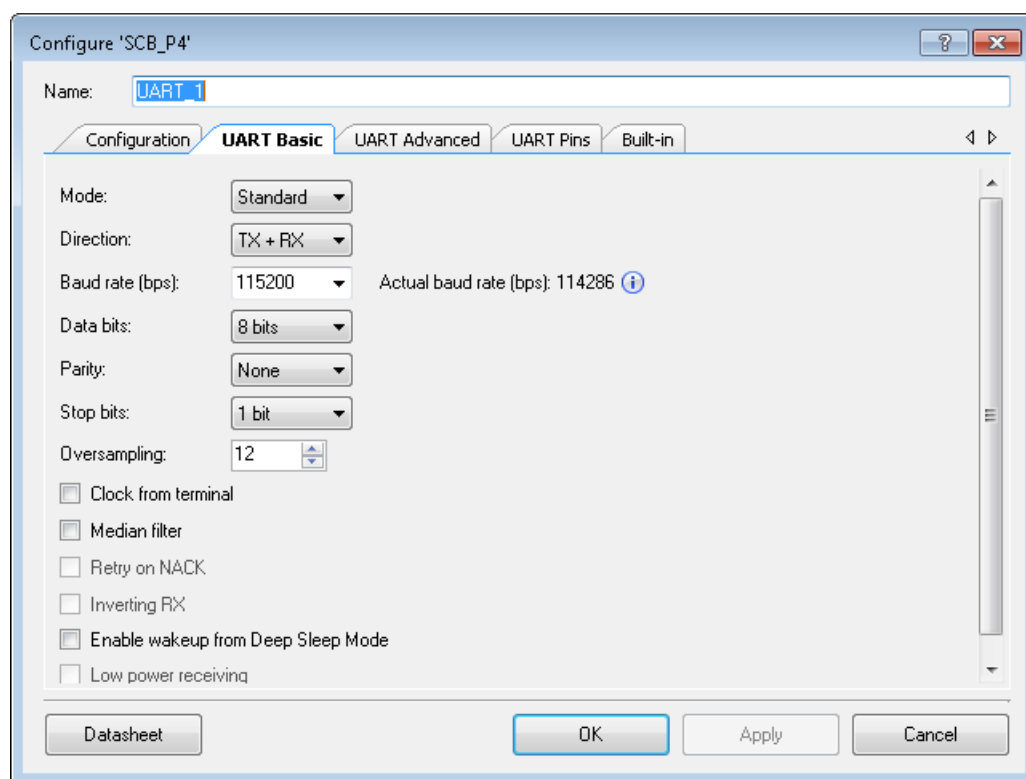 Configure 'SCB_P4'
Name: UART_1
Configuration UART Basic UART Advanced UART Pins Built-in
Mode: Standard
Direction: TX + RX
Baud rate (bps): 115200 Actual baud rate (bps): 114286
Data bits: 8 bits
Parity: None
Stop bits: 1 bit
Oversampling: 12
Clock from terminal
Median filter
Retry on NACK
Inverting RX
Enable wakeup from Deep Sleep Mode
Low power receiving
Datasheet OK Apply Cancel